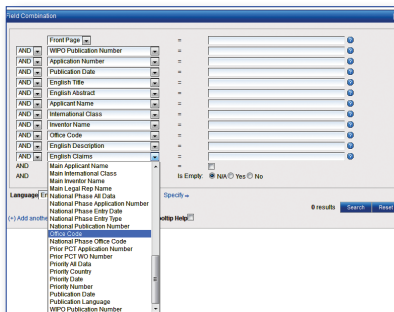 Field Combination
Front Page =
AND WIPO Publication Number =
AND Application Number =
AND Publication Date =
AND English Title =
AND English Abstract =
AND Applicant Name =
AND International Class =
AND Inventor Name =
AND Office Code =
AND English Description =
AND English Claims =
AND Main Applicant Name =
AND Main International Class Is Empty: N/A Yes No
Main Inventor Name
Main Legal Rep Name
Language En Specify
National Phase All Data
National Phase Application Number
National Phase Entry Date
0 results Search Reset
National Phase Entry Type
(+) Add anothe oltip Help
National Publication Number
Office Code
National Phase Office Code
Prior PCT Application Number
Prior PCT WO Number
Priority All Data
Priority Country
Priority Date
Priority Number
Publication Date
Publication Language
WIPO Publication Number